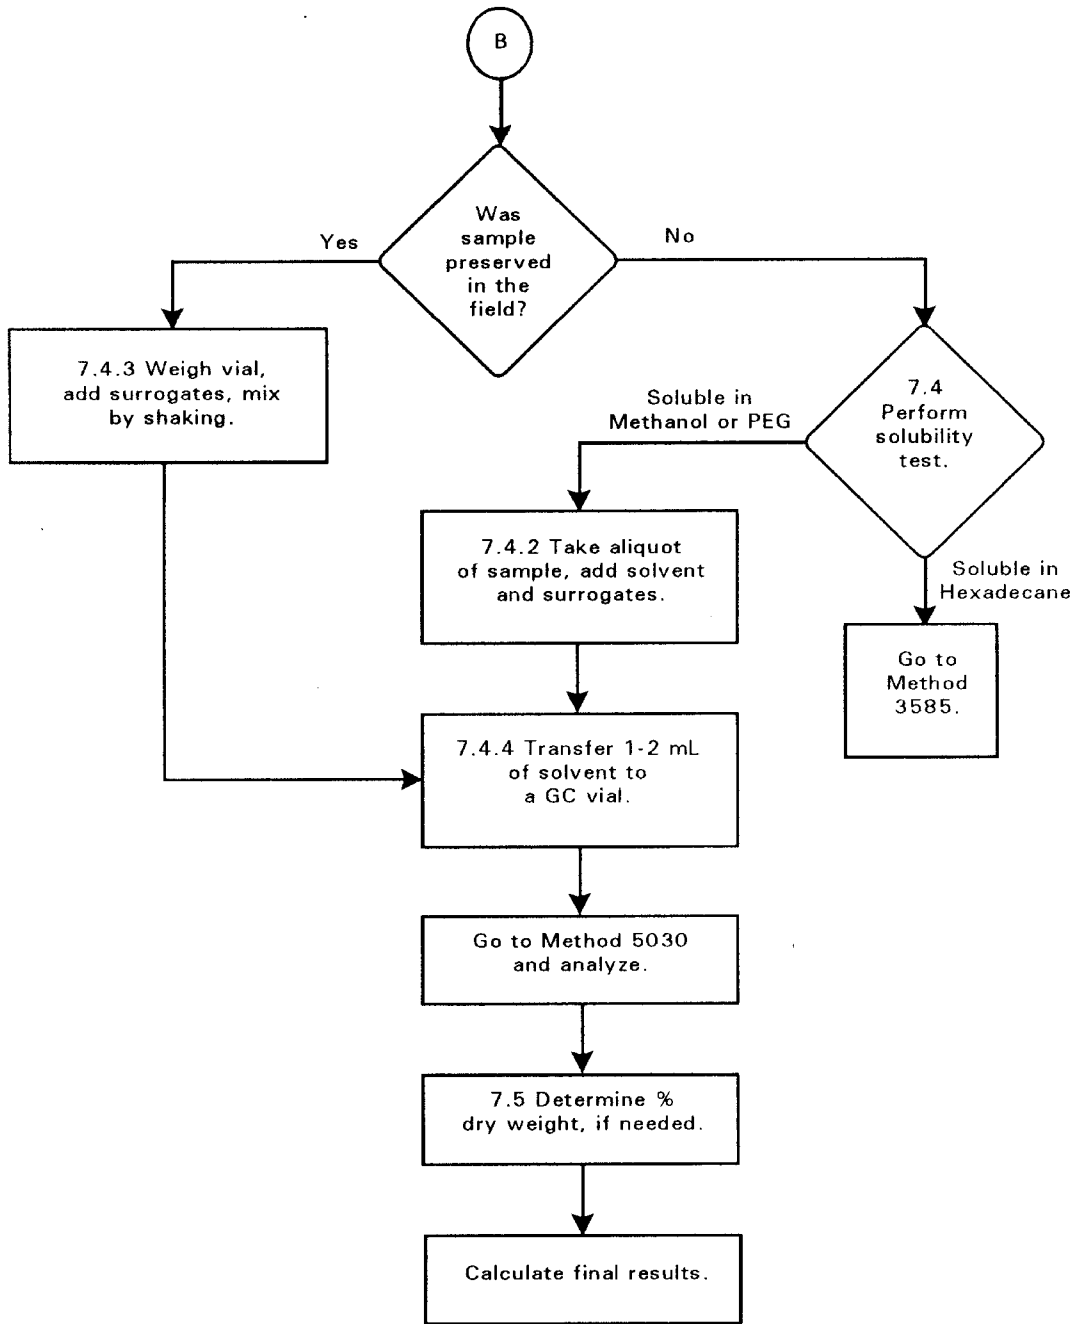 B
Was
sample
preserved
in the
field?
Yes
No
7.4.3 Weigh vial,
add surrogates, mix
by shaking.
7.4
Perform
solubility
test.
Soluble in
Methanol or PEG
7.4.2 Take aliquot
of sample, add solvent
and surrogates.
Soluble in
Hexadecane
Go to
Method
3585.
7.4.4 Transfer 1-2 mL
of solvent to
a GC vial.
Go to Method 5030
and analyze.
7.5 Determine %
dry weight, if needed.
Calculate final results.